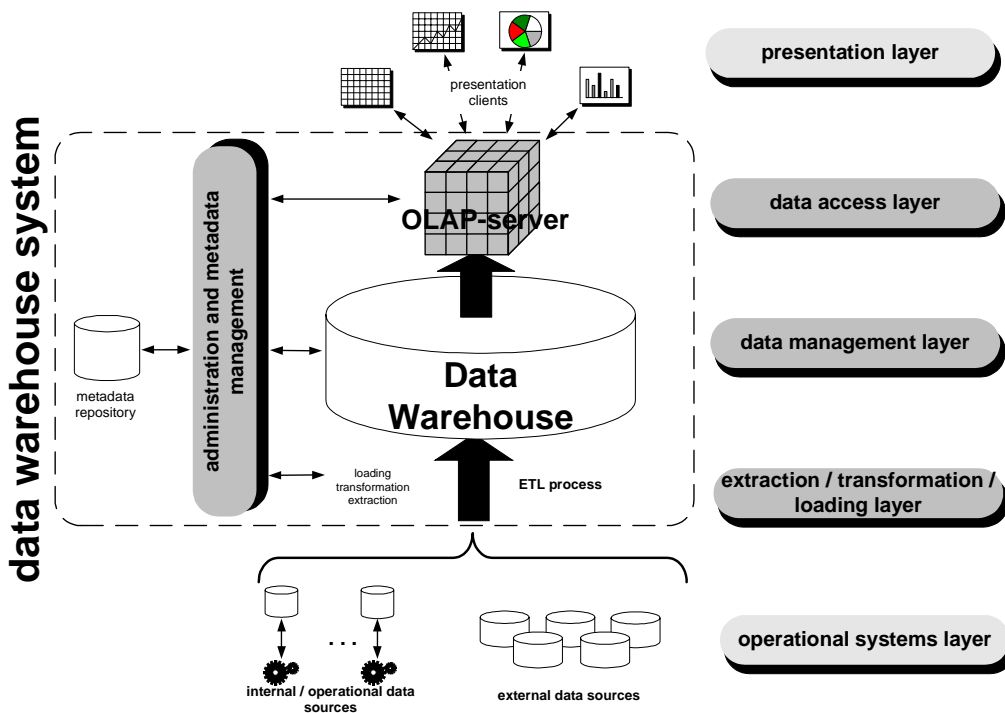 presentation layer
presentation
clients
data warehouse system
OLAP-server
data access layer
administration and metadata
management
metadata
repository
Data
Warehouse
data management layer
loading
transformation
extraction
ETL process
extraction / transformation /
loading layer
. . .
internal / operational data
sources
external data sources
operational systems layer